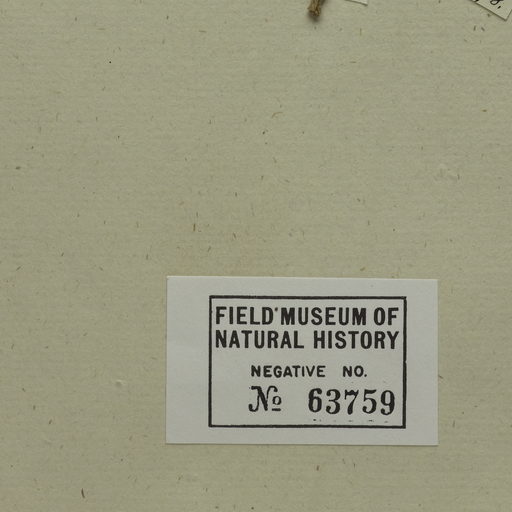 FIELD MUSEUM OF
NATURAL HISTORY
NEGATIVE NO.
№ 63759